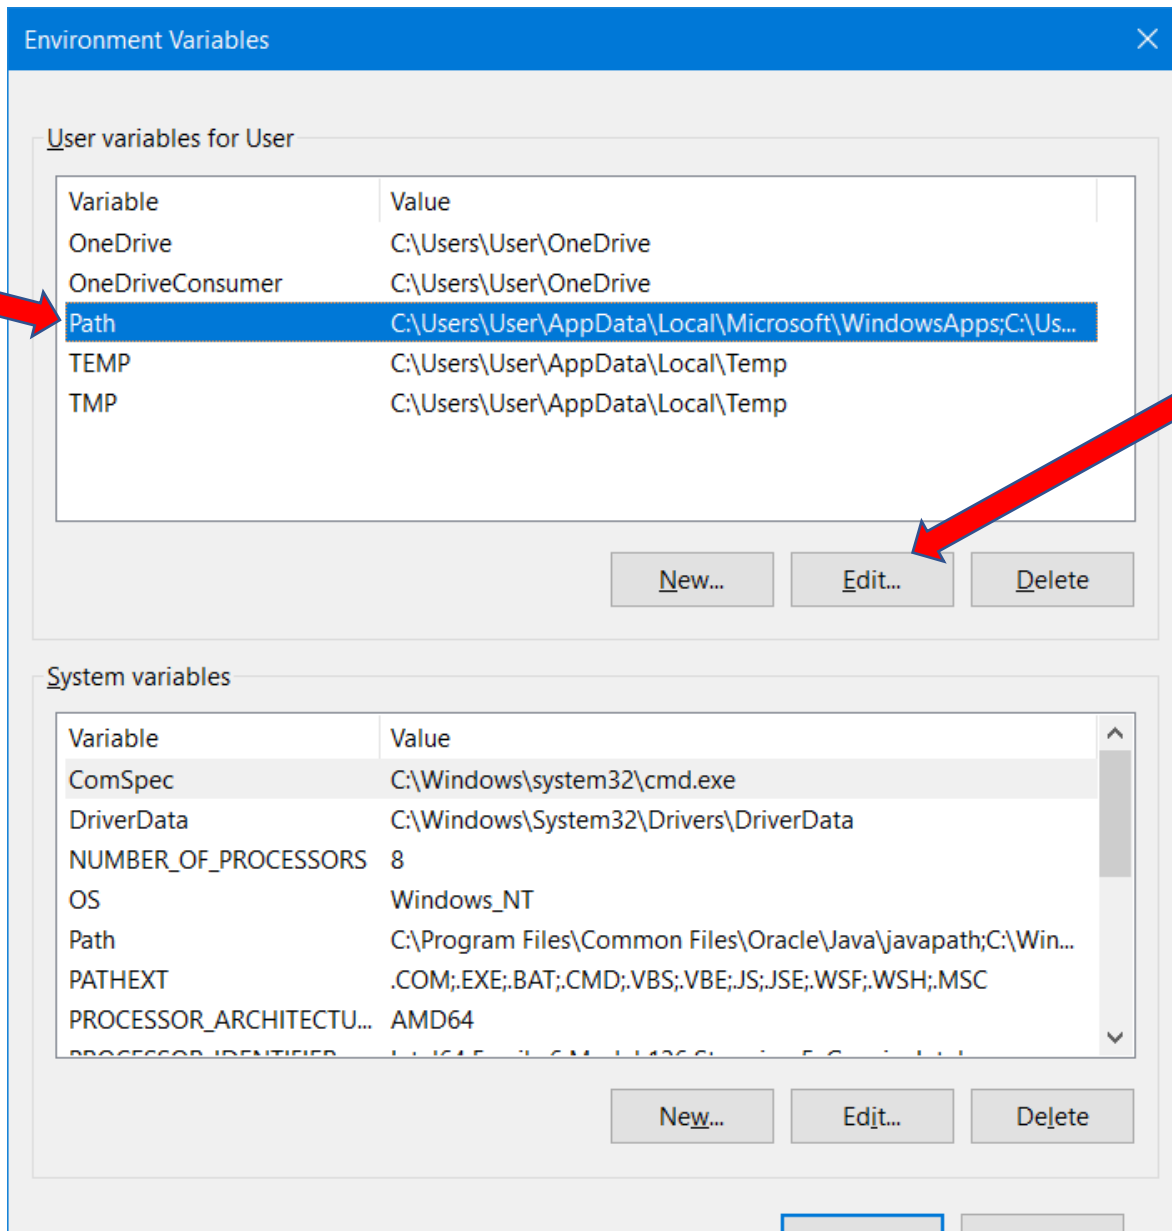 Environment Variables
User variables for User
Variable Value
OneDrive C:\Users\User\OneDrive
OneDriveConsumer C:\Users\User\OneDrive
Path C:\Users\User\AppData\Local\Microsoft\WindowsApps;C:\Us...
TEMP C:\Users\User\AppData\Local\Temp
TMP C:\Users\User\AppData\Local\Temp
New... Edit... Delete
System variables
Variable Value
ComSpec C:\Windows\system32\cmd.exe
DriverData C:\Windows\System32\Drivers\DriverData
NUMBER_OF_PROCESSORS 8
OS Windows_NT
Path C:\Program Files\Common Files\Oracle\Java\javapath;C:\Win...
PATHEXT .COM;.EXE;.BAT;.CMD;.VBS;.VBE;.JS;.JSE;.WSF;.WSH;.MSC
PROCESSOR_ARCHITECTU... AMD64
New... Edit... Delete